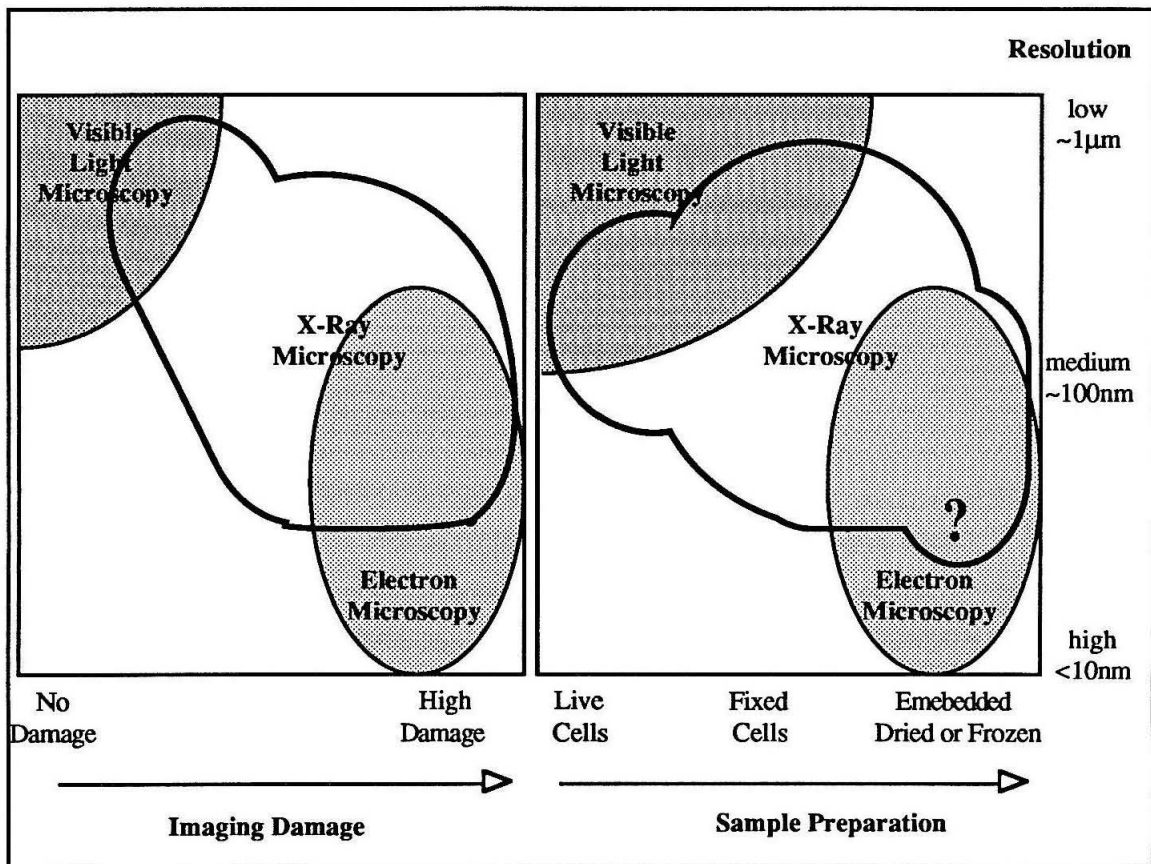 Resolution
Visible
Light
Microscopy
X-Ray
Microscopy
Electron
Microscopy
Visible
Light
Microscopy
X-Ray
Microscopy
?
Electron
Microscopy
low
~1μm
medium
~100nm
high
<10nm
No
Damage
High
Damage
Imaging Damage
Live
Cells
Fixed
Cells
Emebedded
Dried or Frozen
Sample Preparation